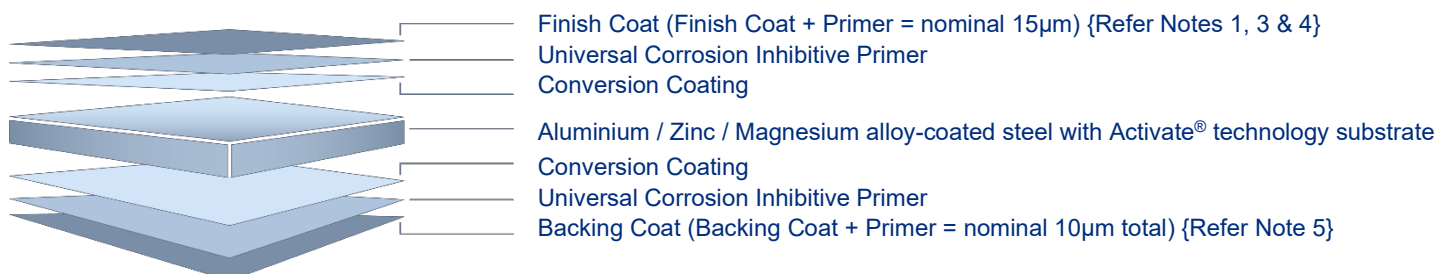 Finish Coat (Finish Coat + Primer = nominal 15µm) {Refer Notes 1, 3 & 4}
Universal Corrosion Inhibitive Primer
Conversion Coating
Aluminium / Zinc / Magnesium alloy-coated steel with Activate® technology substrate
Conversion Coating
Universal Corrosion Inhibitive Primer
Backing Coat (Backing Coat + Primer = nominal 10µm total) {Refer Note 5}